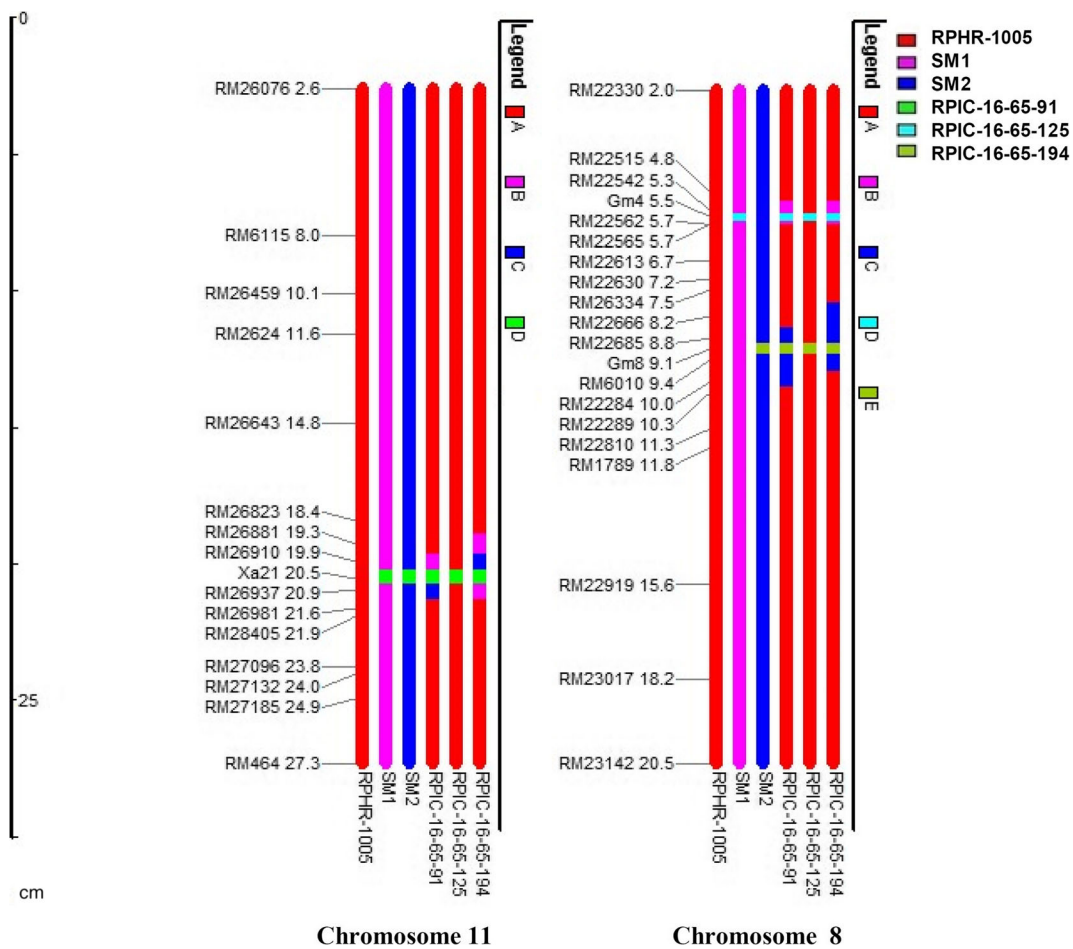 0
25
cm
RM26076 2.6
RM6115 8.0
RM26459 10.1
RM2624 11.6
RM26643 14.8
RM26823 18.4
RM26881 19.3
RM26910 19.9
Xa21 20.5
RM26937 20.9
RM26981 21.6
RM28405 21.9
RM27096 23.8
RM27132 24.0
RM27185 24.9
RM464 27.3
RPHR-1005
SM1
SM2
RPIC-16-65-91
RPIC-16-65-125
RPIC-16-65-194
Legend
A
B
C
D
Chromosome 11
RM22330 2.0
RM22515 4.8
RM22542 5.3
Gm4 5.5
RM22562 5.7
RM22565 5.7
RM22613 6.7
RM22630 7.2
RM26334 7.5
RM22666 8.2
RM22685 8.8
Gm8 9.1
RM6010 9.4
RM22284 10.0
RM22289 10.3
RM22810 11.3
RM1789 11.8
RM22919 15.6
RM23017 18.2
RM23142 20.5
RPHR-1005
SM1
SM2
RPIC-16-65-91
RPIC-16-65-125
RPIC-16-65-194
Legend
A
B
C
D
E
Chromosome 8
RPHR-1005
SM1
SM2
RPIC-16-65-91
RPIC-16-65-125
RPIC-16-65-194